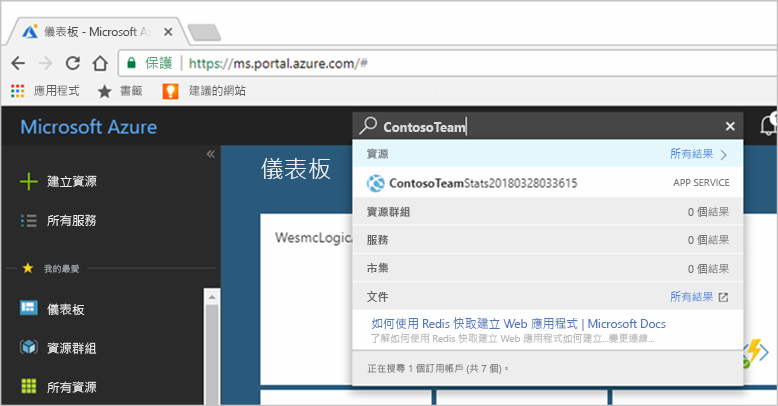 儀表板 - Microsoft Az
保護 https://ms.portal.azure.com/#
應用程式 書籤 建議的網站
Microsoft Azure
ContosoTeam
建立資源
所有服務
我的最愛
儀表板
資源群組
所有資源
儀表板
WesmcLogic
資源 所有結果
ContosoTeamStats20180328033615 APP SERVICE
資源群組 0 個結果
服務 0 個結果
市集 0 個結果
文件 所有結果
如何使用 Redis 快取建立 Web 應用程式 | Microsoft Docs
了解如何使用 Redis 快取建立 Web 應用程式如何建立...變更連線...
正在搜尋 1 個訂用帳戶 (共 7 個)。